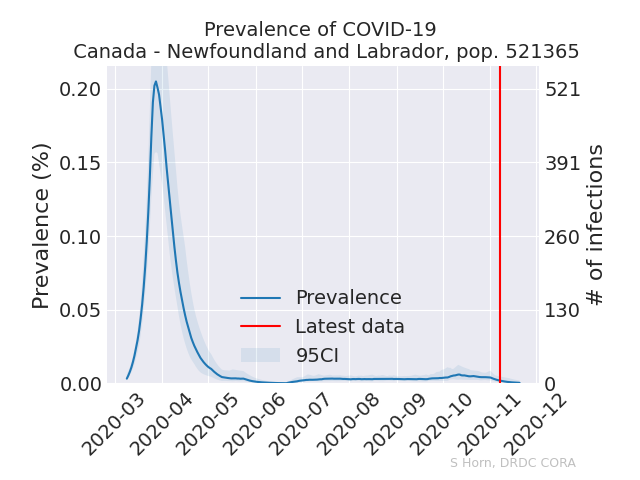 Prevalence of COVID-19
Canada - Newfoundland and Labrador, pop. 521365
0.20
0.15
0.10
0.05
0.00
Prevalence (%)
521
391
260
130
0
# of infections
Prevalence
Latest data
95CI
2020-03
2020-04
2020-05
2020-06
2020-07
2020-08
2020-09
2020-10
2020-11
2020-12
S Horn, DRDC CORA